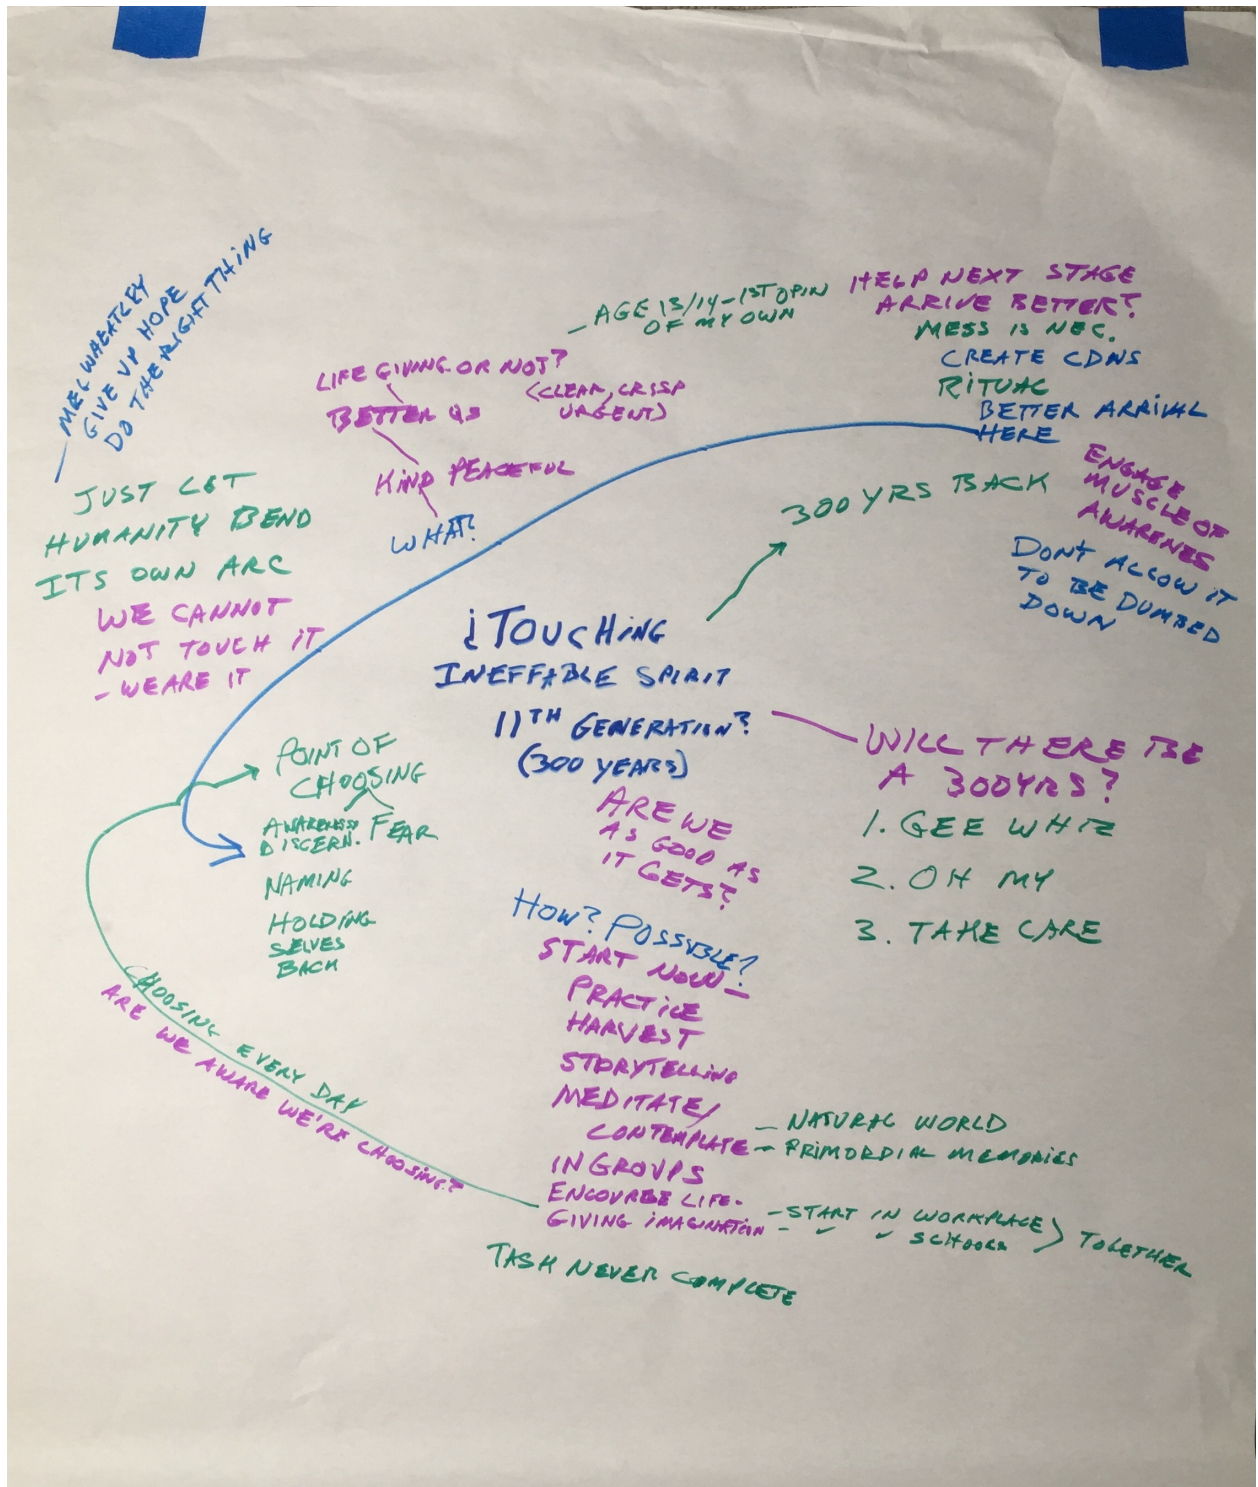 MEG WHEATLEY
GIVE UP HOPE
DO THE RIGHT THING
JUST LET
HUMANITY BEND
ITS OWN ARC
WE CANNOT
NOT TOUCH IT
- WE ARE IT
AGE 13/14 - 1ST OPIN
OF MY OWN
LIFE GIVING OR NOT?
BETTER QS
(CLEAR, CRISP
URGENT)
KIND PEACEFUL
WHAT?
HELP NEXT STAGE
ARRIVE BETTER?
MESS IS NEC.
CREATE CDNS
RITUAL
BETTER ARRIVAL
HERE
300 YRS BACK
ENGAGE
MUSCLE OF
AWARENES
DON'T ALLOW IT
TO BE DUMBED
DOWN
¿TOUCHING
INEFFABLE SPIRIT
11TH GENERATION?
(300 YEARS)
WILL THERE BE
A 300YRS?
1. GEE WHIZ
2. OH MY
3. TAKE CARE
ARE WE
AS GOOD AS
IT GETS?
POINT OF
CHOOSING
AWARENESS FEAR
DISCERN.
NAMING
HOLDING
SELVES
BACK
HOW? POSSIBLE?
START NOW -
PRACTICE
HARVEST
STORYTELLING
MEDITATE/
CONTEMPLATE
- NATURAL WORLD
- PRIMORDIAL MEMORIES
IN GROUPS
ENCOURAGE LIFE-
GIVING IMAGINATION
- START IN WORKPLACE
- ✓ ✓ SCHOOLS
TOGETHER
CHOOSING EVERY DAY
ARE WE AWARE WE'RE CHOOSING?
TASK NEVER COMPLETE